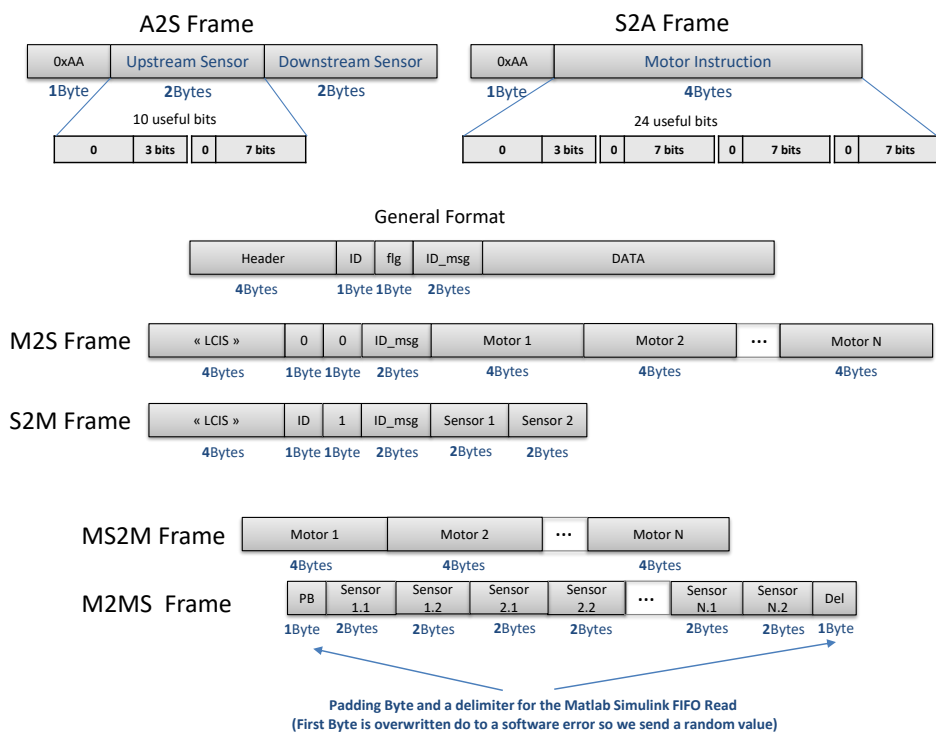 A2S Frame
S2A Frame
0xAA Upstream Sensor Downstream Sensor
0xAA Motor Instruction
1Byte 2Bytes 2Bytes
1Byte 4Bytes
10 useful bits
24 useful bits
0 3 bits 0 7 bits
0 3 bits 0 7 bits 0 7 bits 0 7 bits
General Format
Header ID flg ID_msg DATA
4Bytes 1Byte 1Byte 2Bytes
M2S Frame
« LCIS » 0 0 ID_msg Motor 1 Motor 2 ... Motor N
4Bytes 1Byte 1Byte 2Bytes 4Bytes 4Bytes 4Bytes
S2M Frame
« LCIS » ID 1 ID_msg Sensor 1 Sensor 2
4Bytes 1Byte 1Byte 2Bytes 2Bytes 2Bytes
MS2M Frame
Motor 1 Motor 2 ... Motor N
4Bytes 4Bytes 4Bytes
M2MS Frame
PB Sensor 1.1 Sensor 1.2 Sensor 2.1 Sensor 2.2 ... Sensor N.1 Sensor N.2 Del
1Byte 2Bytes 2Bytes 2Bytes 2Bytes 2Bytes 2Bytes 1Byte
Padding Byte and a delimiter for the Matlab Simulink FIFO Read
(First Byte is overwritten do to a software error so we send a random value)